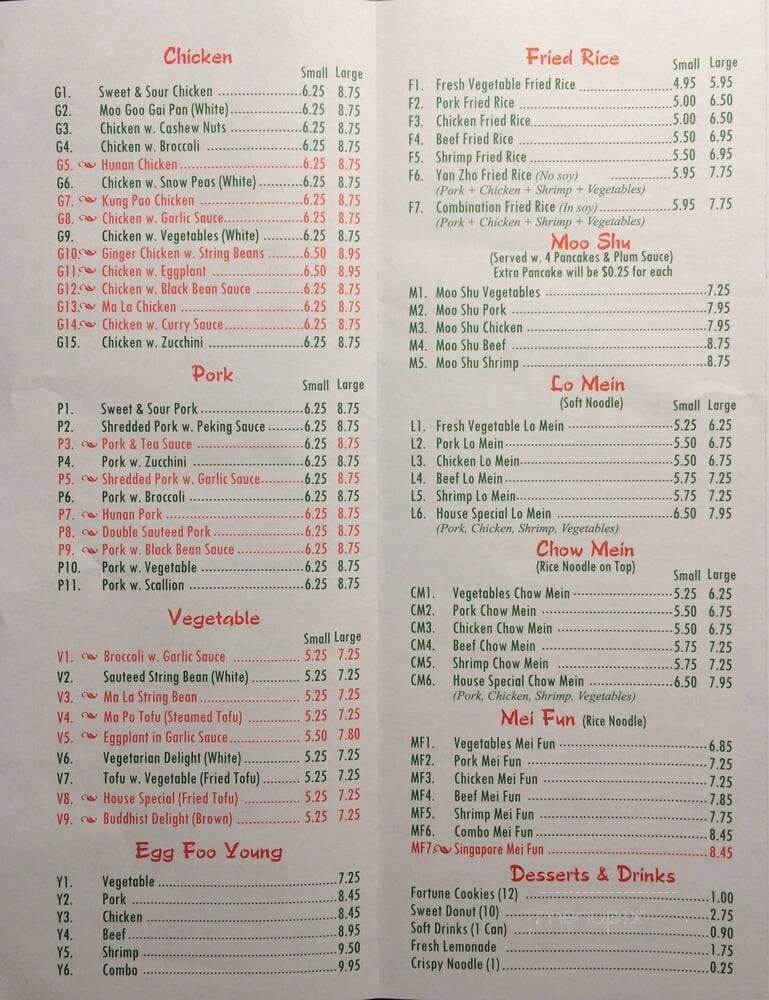 Chicken
Small Large
G1. Sweet & Sour Chicken 6.25 8.75
G2. Moo Goo Gai Pan (White) 6.25 8.75
G3. Chicken w. Cashew Nuts 6.25 8.75
G4. Chicken w. Broccoli 6.25 8.75
G5. Hunan Chicken 6.25 8.75
G6. Chicken w. Snow Peas (White) 6.25 8.75
G7. Kung Pao Chicken 6.25 8.75
G8. Chicken w. Garlic Sauce 6.25 8.75
G9. Chicken w. Vegetables (White) 6.25 8.75
G10. Ginger Chicken w. String Beans 6.50 8.95
G11. Chicken w. Eggplant 6.50 8.95
G12. Chicken w. Black Bean Sauce 6.25 8.75
G13. Ma La Chicken 6.25 8.75
G14. Chicken w. Curry Sauce 6.25 8.75
G15. Chicken w. Zucchini 6.25 8.75
Pork
Small Large
P1. Sweet & Sour Pork 6.25 8.75
P2. Shredded Pork w. Peking Sauce 6.25 8.75
P3. Pork & Tea Sauce 6.25 8.75
P4. Pork w. Zucchini 6.25 8.75
P5. Shredded Pork w. Garlic Sauce 6.25 8.75
P6. Pork w. Broccoli 6.25 8.75
P7. Hunan Pork 6.25 8.75
P8. Double Sauteed Pork 6.25 8.75
P9. Pork w. Black Bean Sauce 6.25 8.75
P10. Pork w. Vegetable 6.25 8.75
P11. Pork w. Scallion 6.25 8.75
Vegetable
Small Large
V1. Broccoli w. Garlic Sauce 5.25 7.25
V2. Sauteed String Bean (White) 5.25 7.25
V3. Ma La String Bean 5.25 7.25
V4. Ma Po Tofu (Steamed Tofu) 5.25 7.25
V5. Eggplant in Garlic Sauce 5.50 7.80
V6. Vegetarian Delight (White) 5.25 7.25
V7. Tofu w. Vegetable (Fried Tofu) 5.25 7.25
V8. House Special (Fried Tofu) 5.25 7.25
V9. Buddhist Delight (Brown) 5.25 7.25
Egg Foo Young
Y1. Vegetable 7.25
Y2. Pork 8.45
Y3. Chicken 8.45
Y4. Beef 8.95
Y5. Shrimp 9.50
Y6. Combo 9.95
Fried Rice
Small Large
F1. Fresh Vegetable Fried Rice 4.95 5.95
F2. Pork Fried Rice 5.00 6.50
F3. Chicken Fried Rice 5.00 6.50
F4. Beef Fried Rice 5.50 6.95
F5. Shrimp Fried Rice 5.50 6.95
F6. Yan Zho Fried Rice (No soy) 5.95 7.75
(Pork + Chicken + Shrimp + Vegetables)
F7. Combination Fried Rice (In soy) 5.95 7.75
(Pork + Chicken + Shrimp + Vegetables)
Moo Shu
(Served w. 4 Pancakes & Plum Sauce)
Extra Pancake will be $0.25 for each
M1. Moo Shu Vegetables 7.25
M2. Moo Shu Pork 7.95
M3. Moo Shu Chicken 7.95
M4. Moo Shu Beef 8.75
M5. Moo Shu Shrimp 8.75
Lo Mein
(Soft Noodle)
Small Large
L1. Fresh Vegetable Lo Mein 5.25 6.25
L2. Pork Lo Mein 5.50 6.75
L3. Chicken Lo Mein 5.50 6.75
L4. Beef Lo Mein 5.75 7.25
L5. Shrimp Lo Mein 5.75 7.25
L6. House Special Lo Mein 6.50 7.95
(Pork, Chicken, Shrimp, Vegetables)
Chow Mein
(Rice Noodle on Top)
Small Large
CM1. Vegetables Chow Mein 5.25 6.25
CM2. Pork Chow Mein 5.50 6.75
CM3. Chicken Chow Mein 5.50 6.75
CM4. Beef Chow Mein 5.75 7.25
CM5. Shrimp Chow Mein 5.75 7.25
CM6. House Special Chow Mein 6.50 7.95
(Pork, Chicken, Shrimp, Vegetables)
Mei Fun (Rice Noodle)
MF1. Vegetables Mei Fun 6.85
MF2. Pork Mei Fun 7.25
MF3. Chicken Mei Fun 7.25
MF4. Beef Mei Fun 7.85
MF5. Shrimp Mei Fun 7.75
MF6. Combo Mei Fun 8.45
MF7. Singapore Mei Fun 8.45
Desserts & Drinks
Fortune Cookies (12) 1.00
Sweet Donut (10) 2.75
Soft Drinks (1 Can) 0.90
Fresh Lemonade 1.75
Crispy Noodle (1) 0.25
menupix